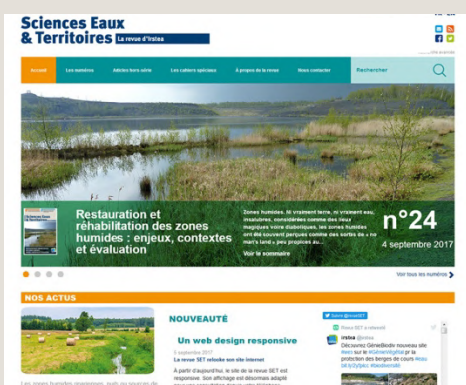 Sciences Eaux
& Territoires La revue d'Irstea
Accueil Les numéros Articles hors-série Les cahiers spéciaux A propos de la revue Nous contacter Rechercher
Restauration et
réhabilitation des zones
humides : enjeux, contextes
et évaluation
Zones humides. Ni vraiment terre, ni vraiment eau,
insalubres, considérées comme des lieux
magiques voire diaboliques, les zones humides
ont été souvent perçues comme des sortes de « no
man's land » peu propices au...
Voir le sommaire
n°24
4 septembre 2017
Voir tous les numéros
NOS ACTUS
NOUVEAUTÉ
Un web design responsive
5 septembre 2017
La revue SET relooke son site internet
À partir d'aujourd'hui, le site de la revue SET est
responsive. Son affichage est désormais adapté
Suivre @revueSET
Revue SET a retweeté
irstea @irstea
Découvrez GénieBiodiv nouveau site
#ees sur le #GénieVégétal pr la
protection des berges de cours #eau